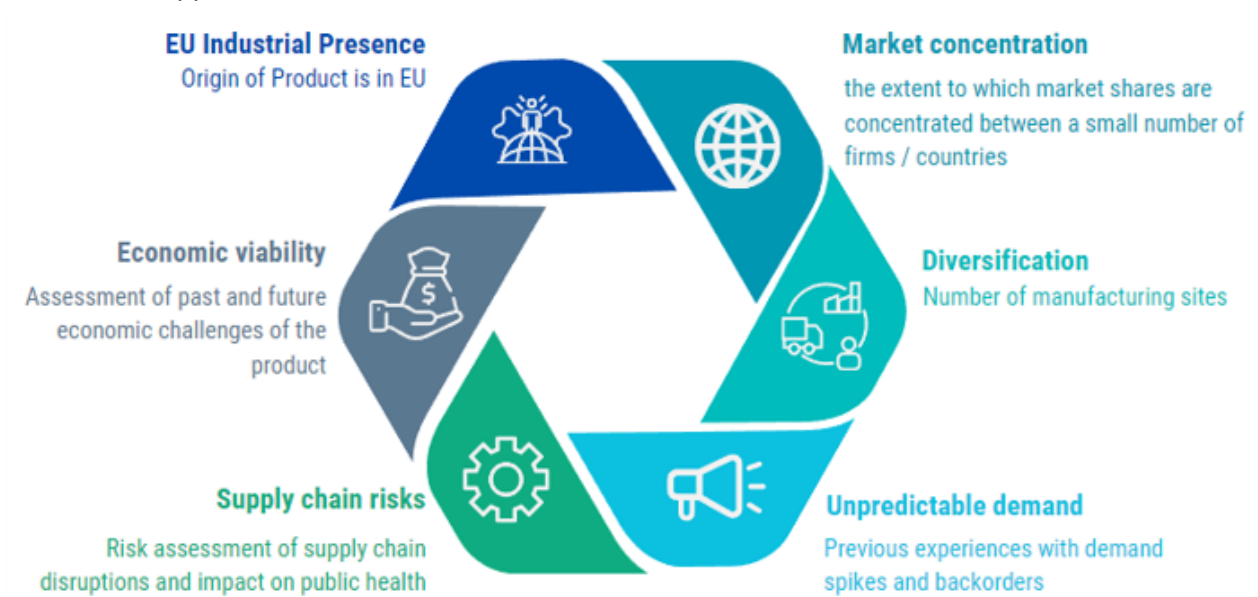 EU Industrial Presence
Origin of Product is in EU
Market concentration
the extent to which market shares are
concentrated between a small number of
firms / countries
Economic viability
Assessment of past and future
economic challenges of the
product
$
Diversification
Number of manufacturing sites
Supply chain risks
Risk assessment of supply chain
disruptions and impact on public health
Unpredictable demand
Previous experiences with demand
spikes and backorders